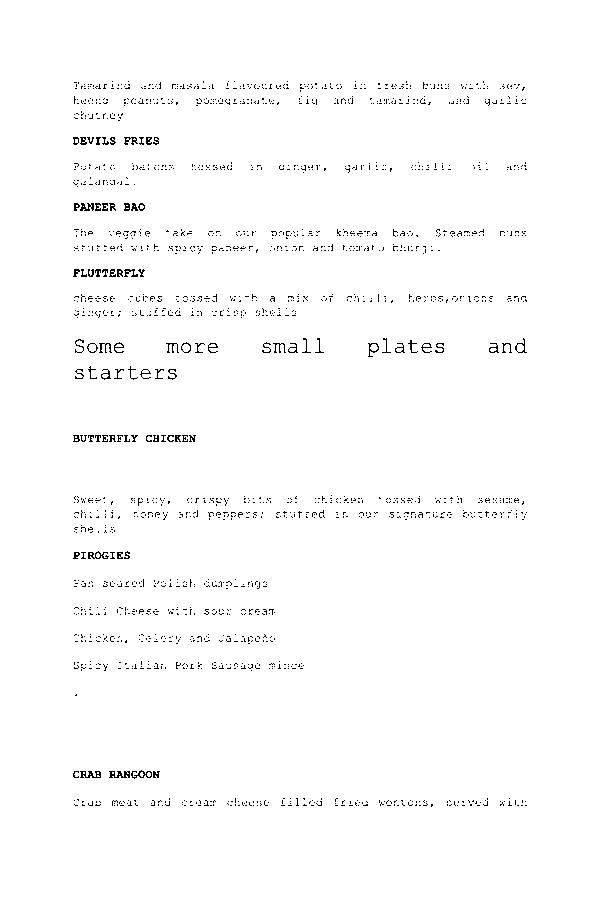 Tamarind and masala flavoured potato in fresh buns with sev,
peanuts, pomegranate, fig and tamarind, and garlic
chutney
DEVILS FRIES
Potato batons tossed in ginger, garlic, chilli oil and
galangal.
PANEER BAO
The veggie take on our popular kheema bao. Steamed buns
stuffed with spicy paneer, onion and tomato bhurji.
FLUTTERFLY
cheese cubes tossed with a mix of chilli, herbs,onions and
ginger; stuffed in crisp shells
Some more small plates and
starters
BUTTERFLY CHICKEN
Sweet, spicy, crispy bits of chicken tossed with sesame,
chilli, honey and peppers; stuffed in our signature butterfly
shells
PIROGIES
Pan seared Polish dumplings
Chili Cheese with sour cream
Chicken, Celery and Jalapeño
Spicy Italian Pork Sausage mince
.
CRAB RANGOON
Crab meat and cream cheese filled fried wontons, served with